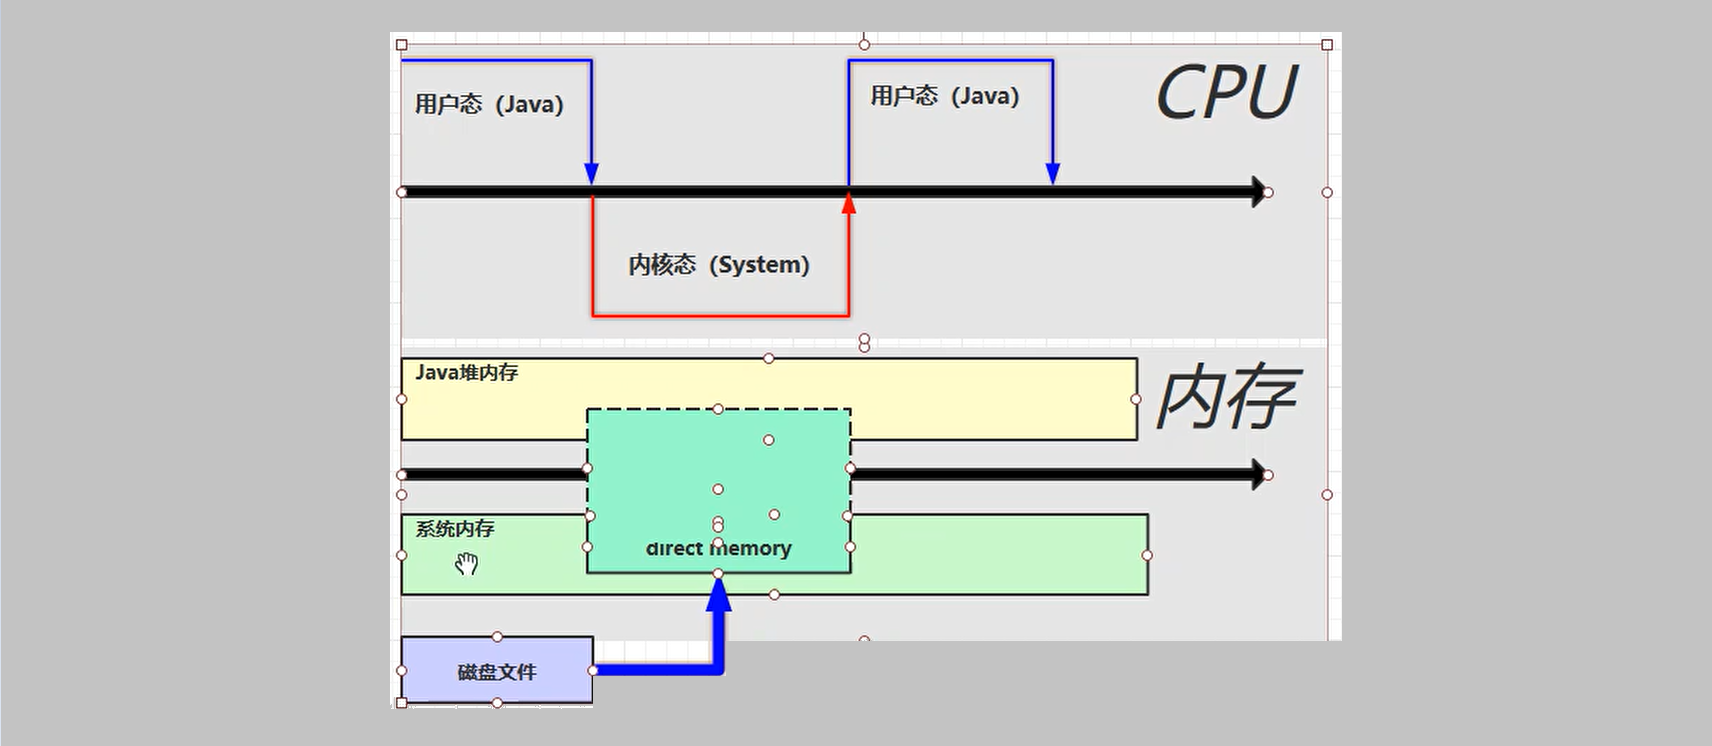 用户态（Java）
用户态（Java）
CPU
内核态（System）
Java堆内存
内存
系统内存
direct memory
磁盘文件